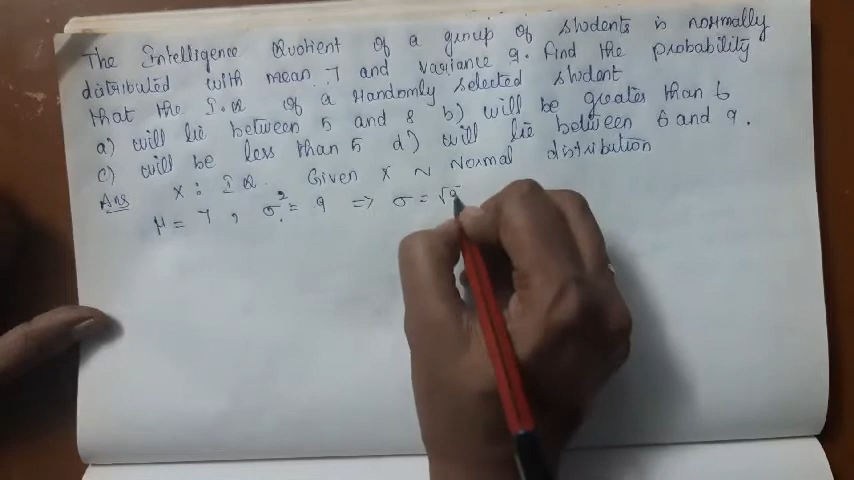 The Intelligence Quotient of a group of students is normally
distributed with mean 7 and variance 9. Find the probability
that the I.Q of a randomly selected student
a) will lie between 5 and 8 b) will be greater than 6
c) will be less than 5 d) will lie between 6 and 9.
Ans X : I Q. Given X ~ Normal distribution
μ = 7, σ² = 9 => σ = √9